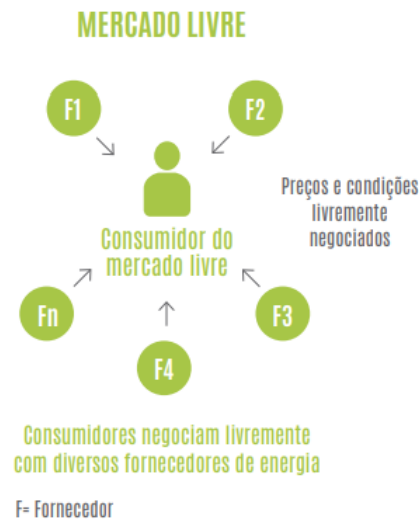 MERCADO LIVRE
F1
F2
Preços e condições
livremente
negociados
Consumidor do
mercado livre
Fn
F3
F4
Consumidores negociam livremente
com diversos fornecedores de energia
F= Fornecedor